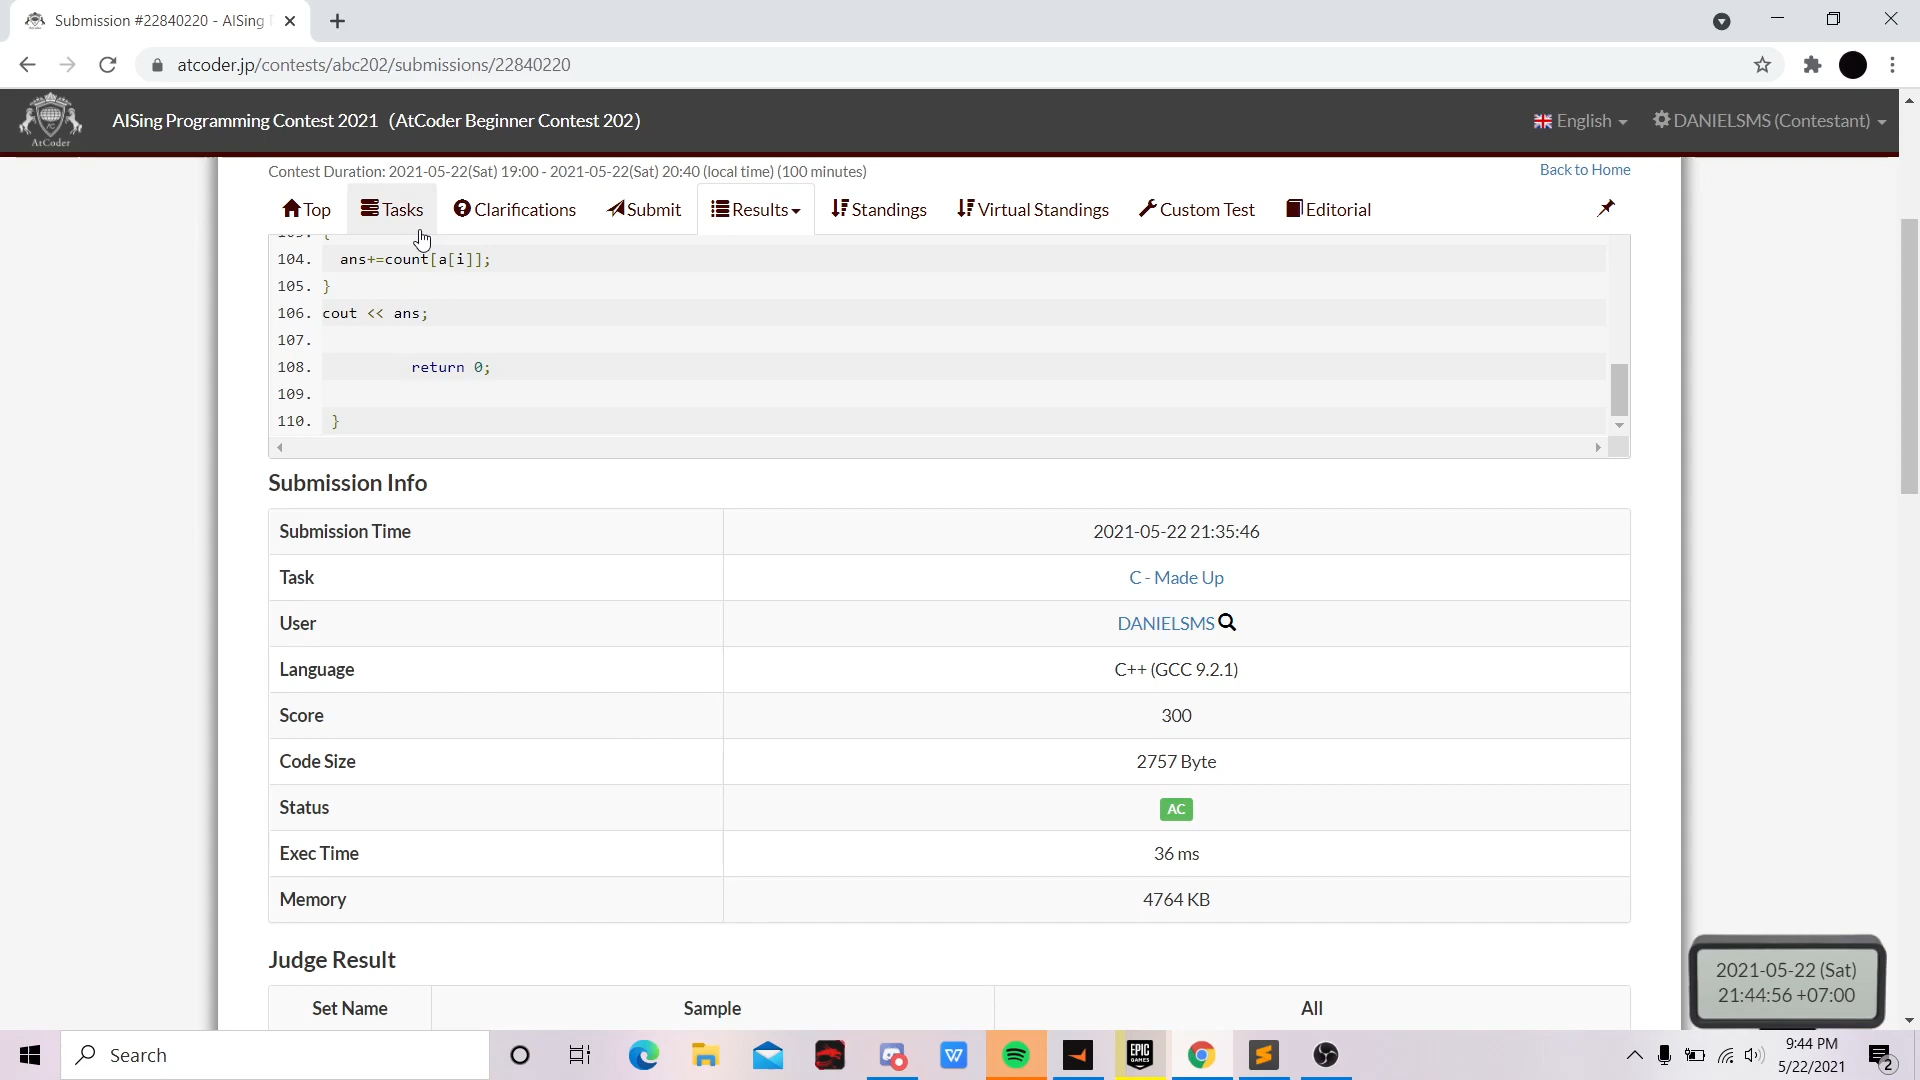 Submission #22840220 - AISing
atcoder.jp/contests/abc202/submissions/22840220
AtCoder
AISing Programming Contest 2021 (AtCoder Beginner Contest 202)
English
DANIELSMS (Contestant)
Contest Duration: 2021-05-22(Sat) 19:00 - 2021-05-22(Sat) 20:40 (local time) (100 minutes)
Back to Home
Top
Tasks
Clarifications
Submit
Results
Standings
Virtual Standings
Custom Test
Editorial
104. ans+=count[a[i]];
105. }
106. cout << ans;
107.
108. return 0;
109.
110. }
Submission Info
Submission Time 2021-05-22 21:35:46
Task C - Made Up
User DANIELSMS
Language C++ (GCC 9.2.1)
Score 300
Code Size 2757 Byte
Status AC
Exec Time 36 ms
Memory 4764 KB
Judge Result
Set Name Sample All
2021-05-22 (Sat)
21:44:56 +07:00
Search
W
EPIC
GAMES
9:44 PM
5/22/2021
2